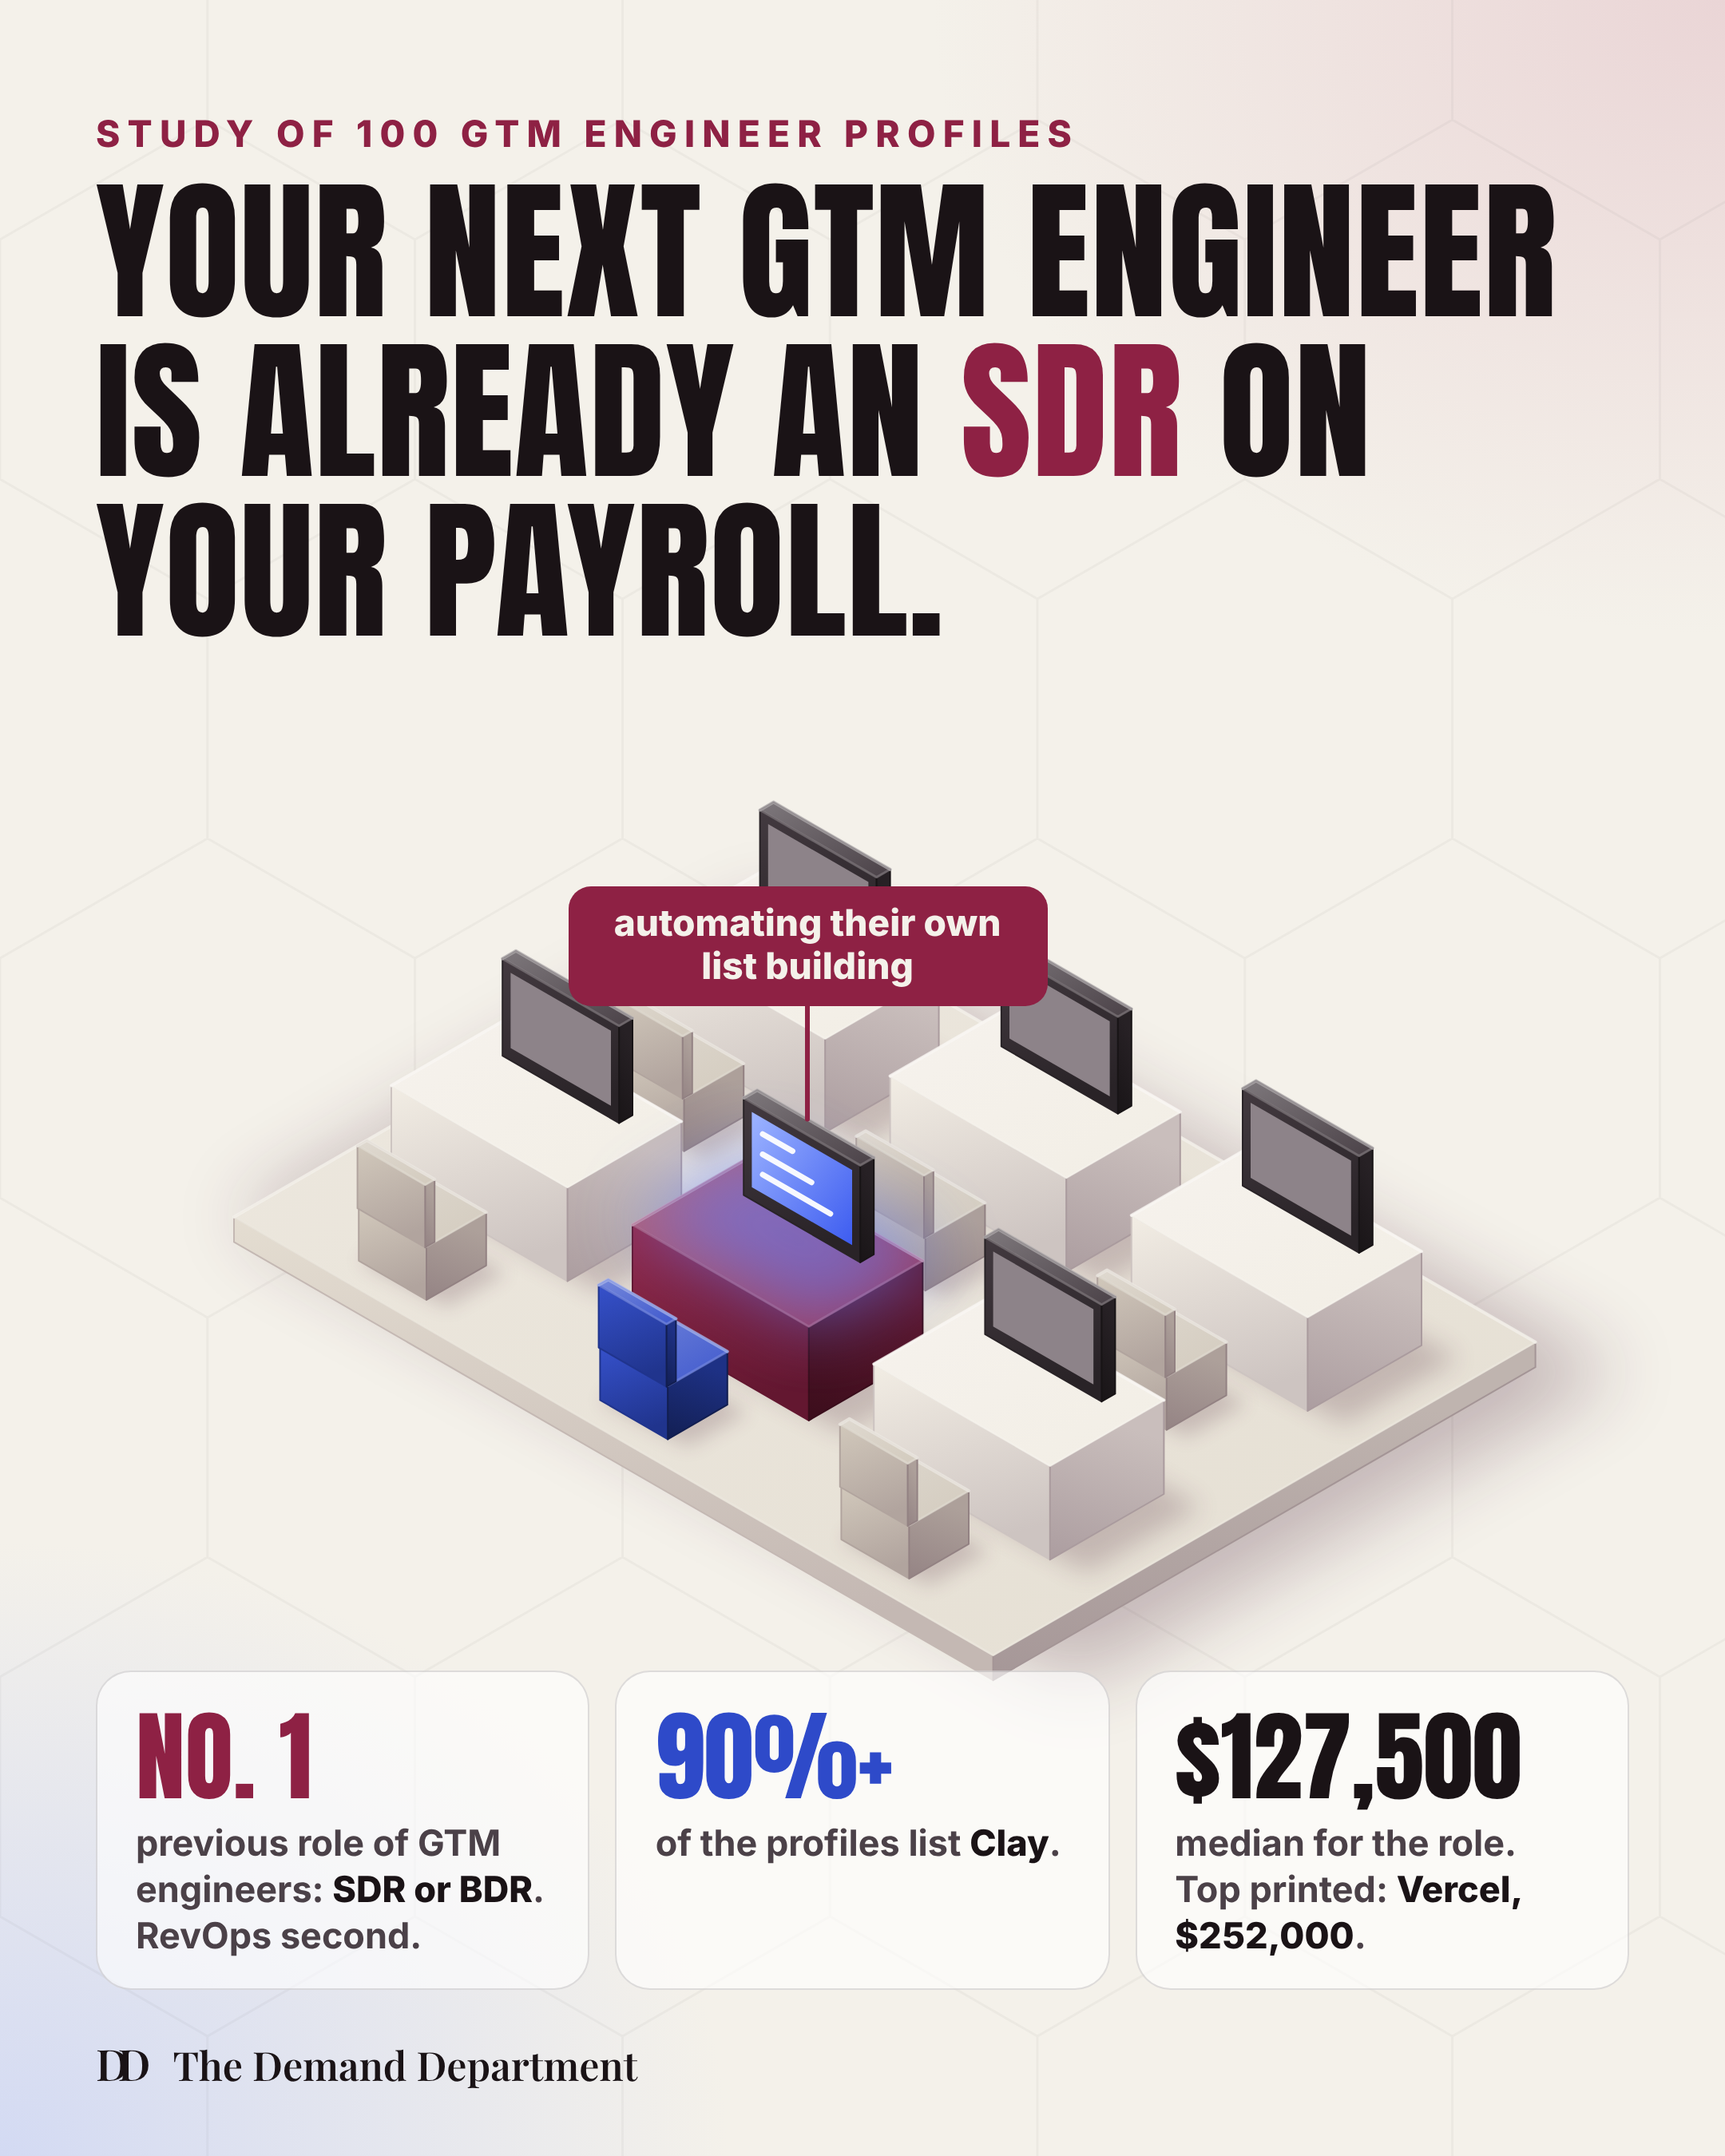 STUDY OF 100 GTM ENGINEER PROFILES
YOUR NEXT GTM ENGINEER
IS ALREADY AN SDR ON
YOUR PAYROLL.
automating their own
list building
NO. 1
previous role of GTM
engineers: SDR or BDR.
RevOps second.
90%+
of the profiles list Clay.
$127,500
median for the role.
Top printed: Vercel,
$252,000.
DD The Demand Department